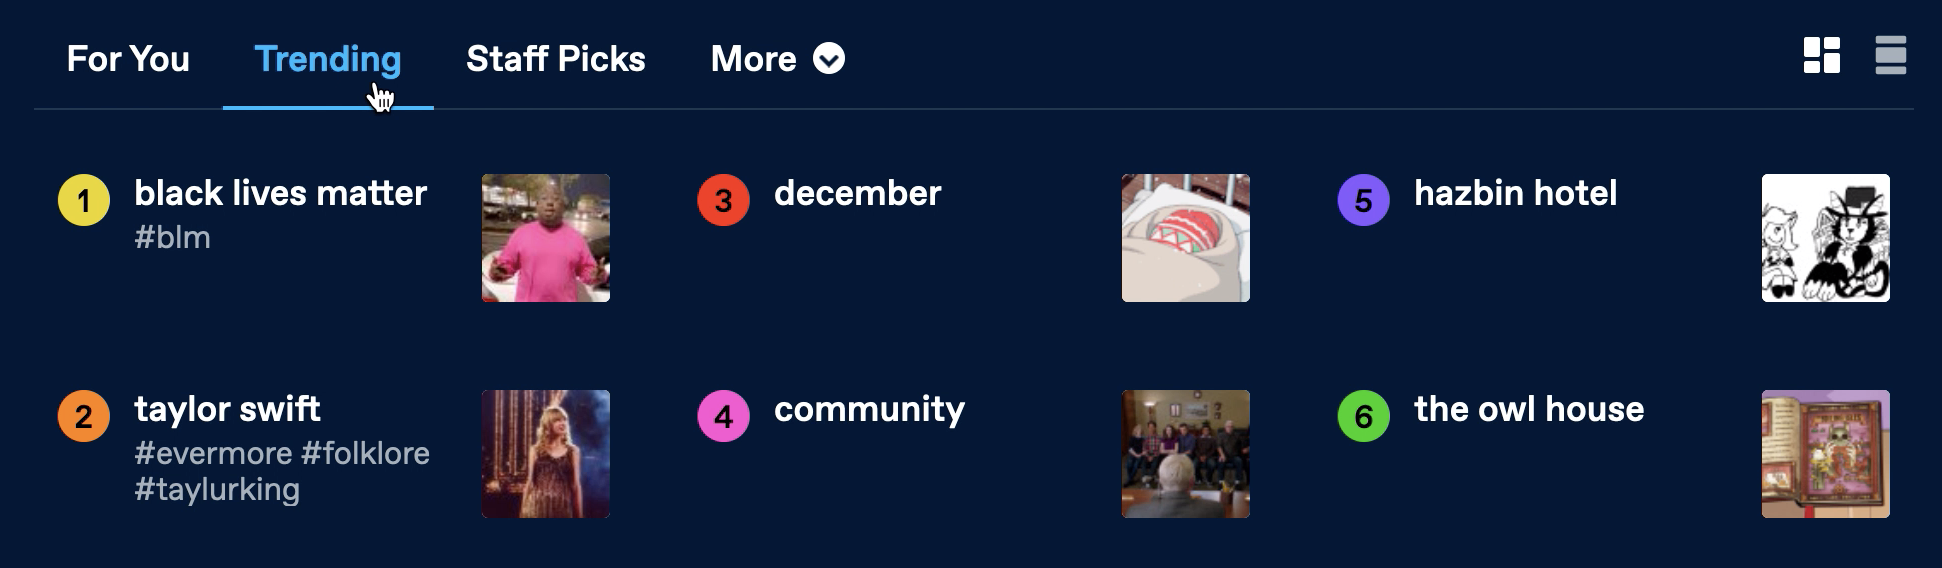 For You Trending Staff Picks More
1 black lives matter
#blm
2 taylor swift
#evermore #folklore
#taylurking
3 december
4 community
5 hazbin hotel
6 the owl house